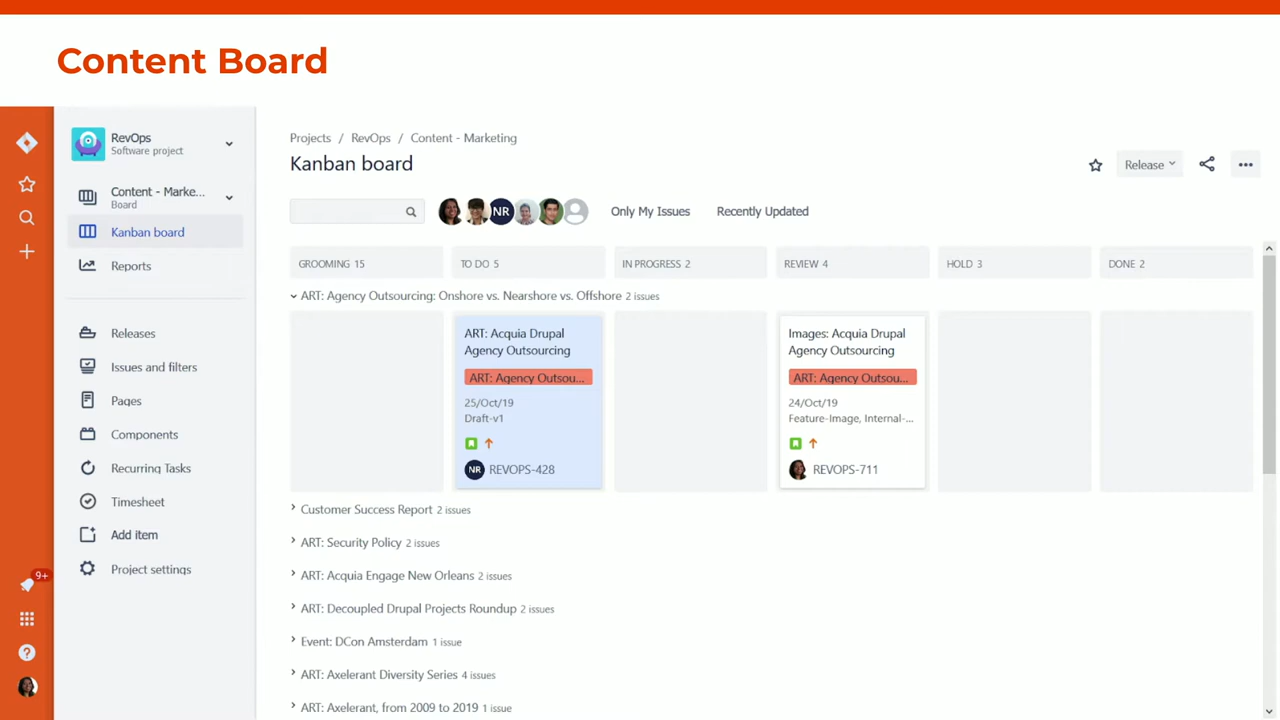 Content Board
RevOps
Software project
Content - Marke...
Board
Kanban board
Reports
Releases
Issues and filters
Pages
Components
Recurring Tasks
Timesheet
Add item
Project settings
9+
Projects / RevOps / Content - Marketing
Kanban board
Release
NR
Only My Issues
Recently Updated
GROOMING 15
TO DO 5
IN PROGRESS 2
REVIEW 4
HOLD 3
DONE 2
ART: Agency Outsourcing: Onshore vs. Nearshore vs. Offshore 2 issues
ART: Acquia Drupal
Agency Outsourcing
ART: Agency Outsou...
25/Oct/19
Draft-v1
NR REVOPS-428
Images: Acquia Drupal
Agency Outsourcing
ART: Agency Outsou...
24/Oct/19
Feature-Image, Internal-...
REVOPS-711
Customer Success Report 2 issues
ART: Security Policy 2 issues
ART: Acquia Engage New Orleans 2 issues
ART: Decoupled Drupal Projects Roundup 2 issues
Event: DCon Amsterdam 1 issue
ART: Axelerant Diversity Series 4 issues
ART: Axelerant, from 2009 to 2019 1 issue